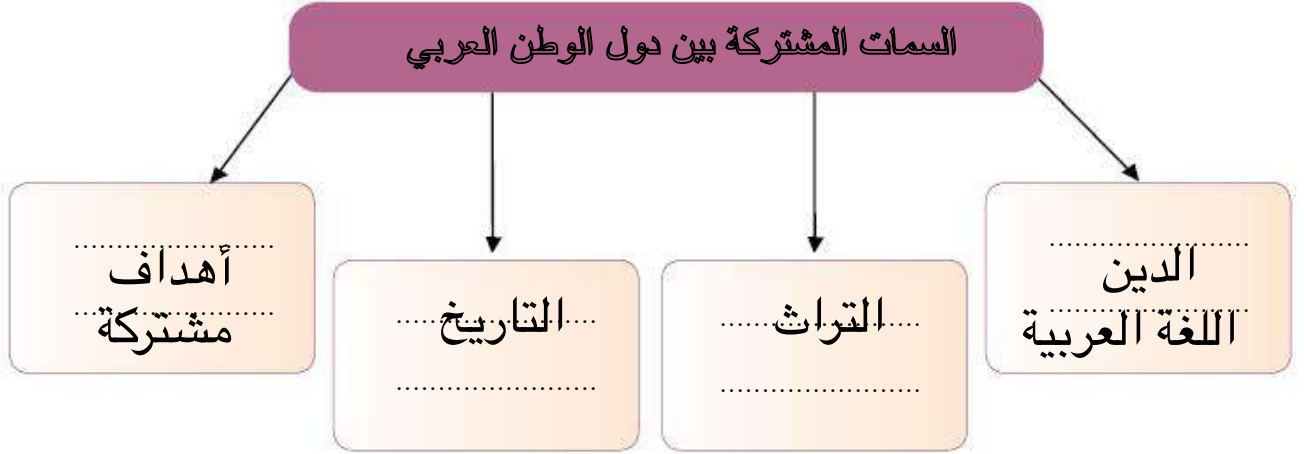 السمات المشتركة بين دول الوطن العربي
الدين
اللغة العربية
التراث
التاريخ
أهداف
مشتركة